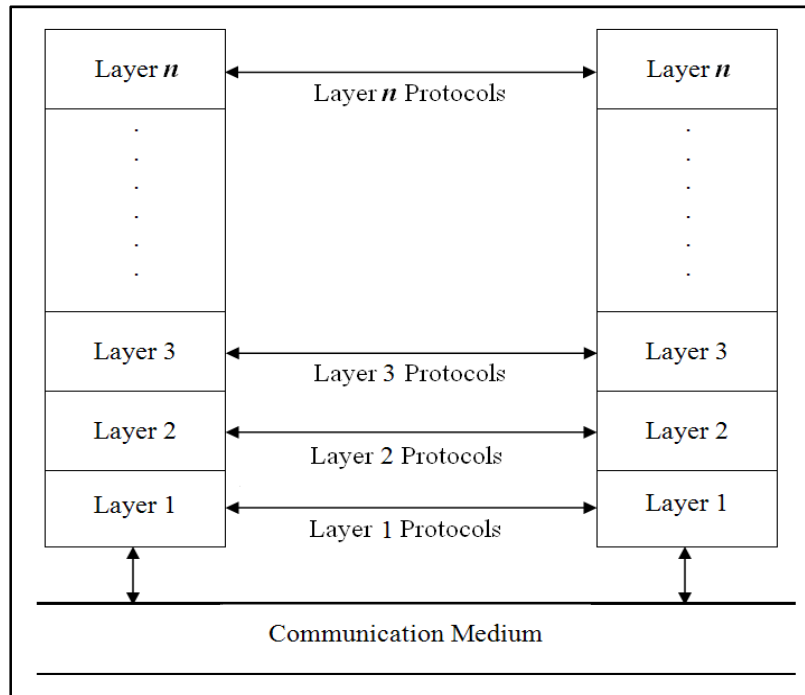 Layer n
Layer n
Layer n Protocols
Layer 3
Layer 3
Layer 3 Protocols
Layer 2
Layer 2
Layer 2 Protocols
Layer 1
Layer 1
Layer 1 Protocols
Communication Medium